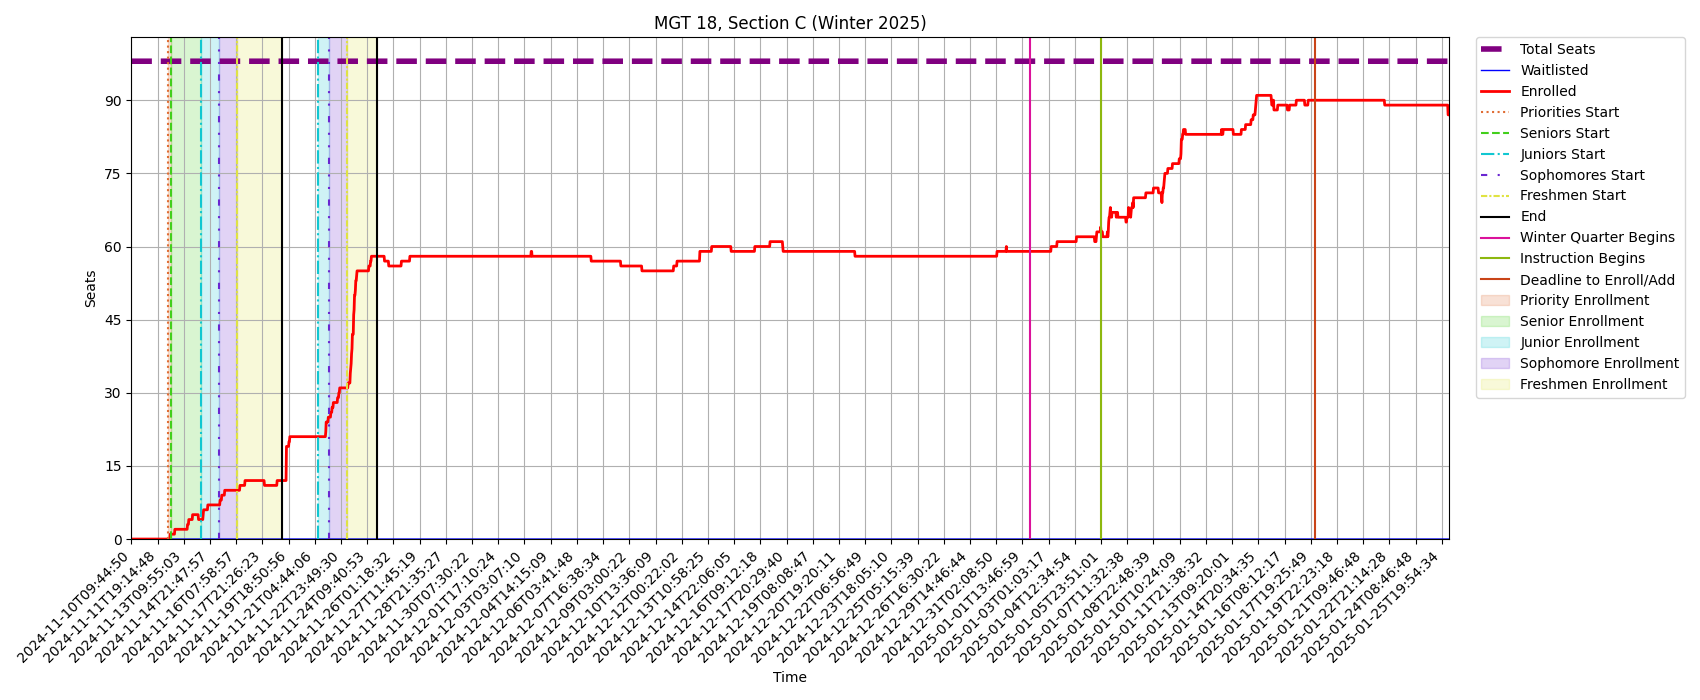 MGT 18, Section C (Winter 2025)
Seats
90
75
60
45
30
15
0
2024-11-10T09:44:50
2024-11-11T19:14:48
2024-11-13T09:55:03
2024-11-14T21:47:57
2024-11-16T07:58:57
2024-11-17T21:26:23
2024-11-19T18:50:56
2024-11-21T04:44:06
2024-11-22T23:49:30
2024-11-24T09:40:53
2024-11-26T01:18:32
2024-11-27T11:45:19
2024-11-28T21:35:27
2024-11-30T07:30:22
2024-12-01T17:10:24
2024-12-03T03:07:10
2024-12-04T14:15:09
2024-12-06T03:41:48
2024-12-07T16:38:34
2024-12-09T03:00:22
2024-12-10T13:36:09
2024-12-12T00:22:02
2024-12-13T10:58:25
2024-12-14T22:06:05
2024-12-16T09:12:18
2024-12-17T20:29:40
2024-12-19T08:08:47
2024-12-20T19:20:11
2024-12-22T06:56:49
2024-12-23T18:05:10
2024-12-25T05:15:39
2024-12-26T16:30:22
2024-12-29T14:46:44
2024-12-31T02:08:50
2025-01-01T13:46:59
2025-01-03T01:03:17
2025-01-04T12:34:54
2025-01-05T23:51:01
2025-01-07T11:32:38
2025-01-08T22:48:39
2025-01-10T10:24:09
2025-01-11T21:38:32
2025-01-13T09:20:01
2025-01-14T20:34:35
2025-01-16T08:12:17
2025-01-17T19:25:49
2025-01-19T22:23:18
2025-01-21T09:46:48
2025-01-22T21:14:28
2025-01-24T08:46:48
2025-01-25T19:54:34
Time
Total Seats
Waitlisted
Enrolled
Priorities Start
Seniors Start
Juniors Start
Sophomores Start
Freshmen Start
End
Winter Quarter Begins
Instruction Begins
Deadline to Enroll/Add
Priority Enrollment
Senior Enrollment
Junior Enrollment
Sophomore Enrollment
Freshmen Enrollment